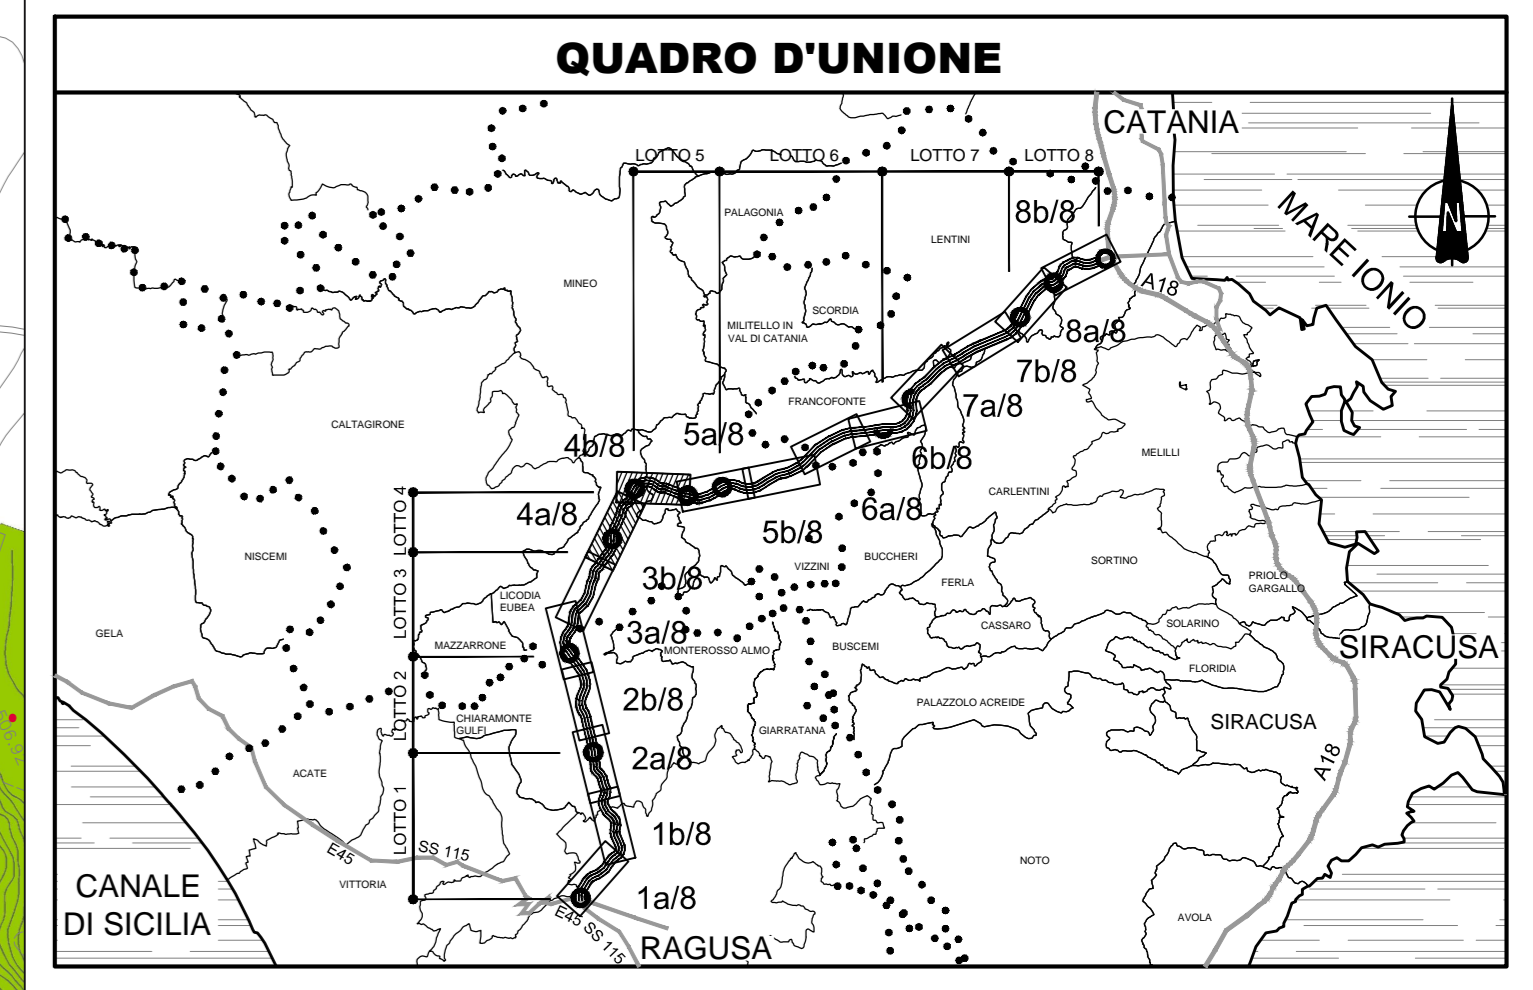 QUADRO D'UNIONE
CATANIA
LOTTO 5
LOTTO 6
LOTTO 7
LOTTO 8
PALAGONIA
8b/8
MARE IONIO
N
LENTINI
MINEO
A18
SCORDIA
MILITELLO IN
VAL DI CATANIA
8a/8
7b/8
FRANCOFONTE
7a/8
CALTAGIRONE
4b/8
5a/8
6b/8
MELILLI
CARLENTINI
LOTTO 4
4a/8
6a/8
5b/8
NISCEMI
VIZZINI
BUCCHERI
SORTINO
FERLA
PRIOLO
GARGALLO
3b/8
LICODIA
EUBEA
LOTTO 3
GELA
MAZZARRONE
3a/8
MONTEROSSO ALMO
BUSCEMI
CASSARO
SOLARINO
SIRACUSA
FLORIDIA
LOTTO 2
2b/8
PALAZZOLO ACREIDE
CHIARAMONTE
GULFI
GIARRATANA
SIRACUSA
2a/8
A18
ACATE
LOTTO 1
1b/8
E45
SS 115
NOTO
VITTORIA
CANALE
DI SICILIA
1a/8
E45 SS 115
AVOLA
RAGUSA